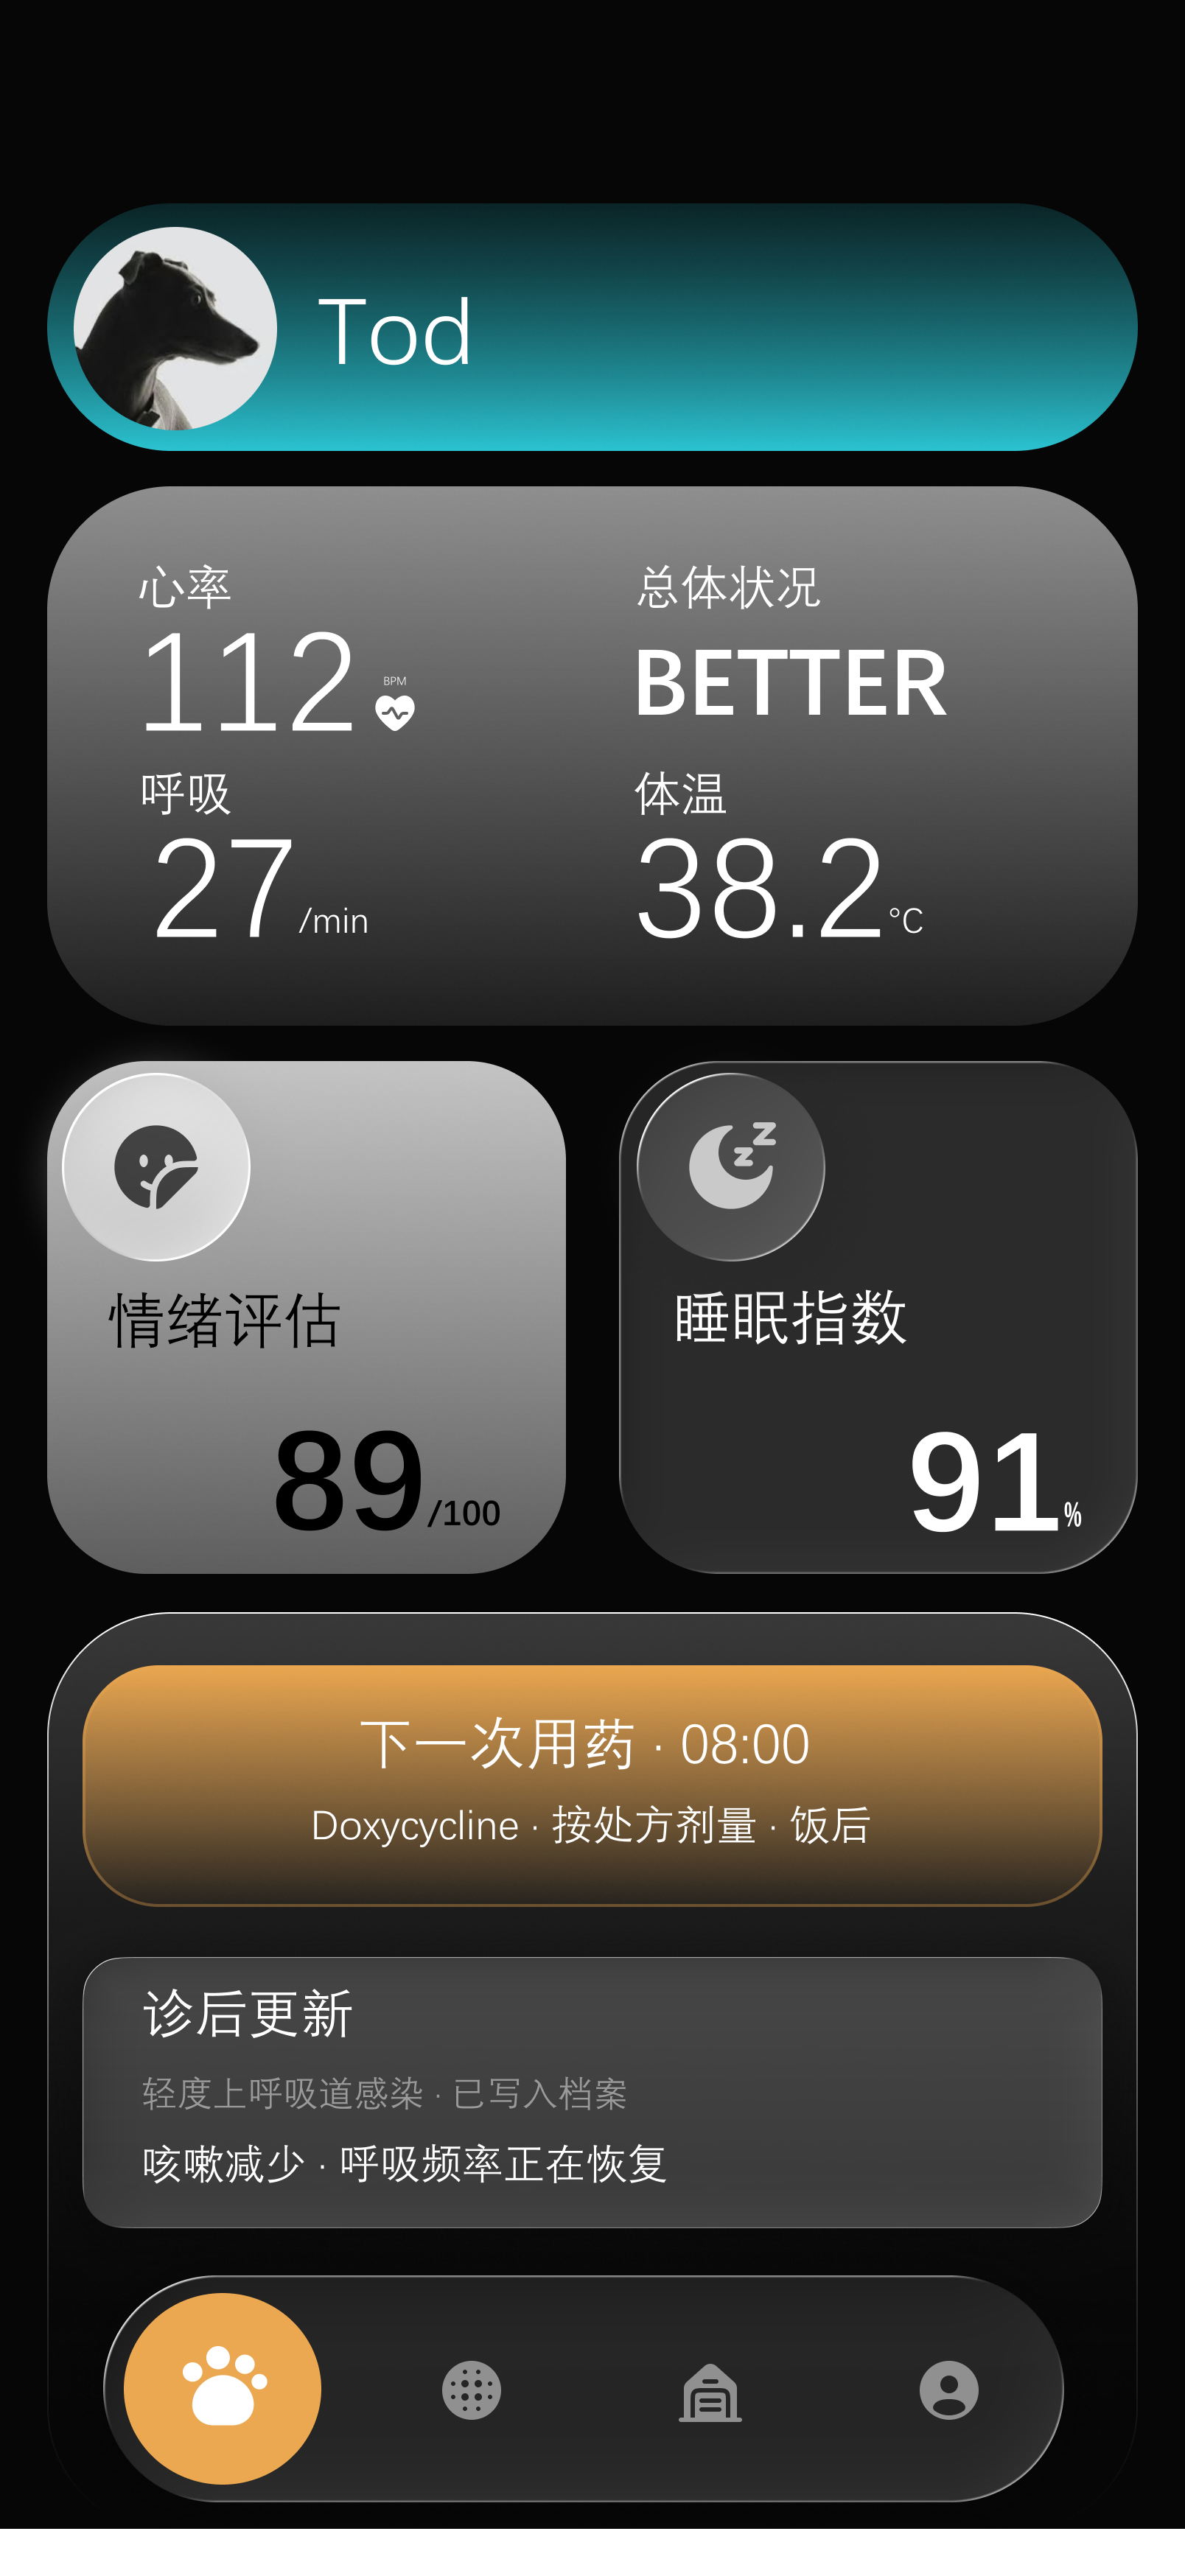 Tod
心率
112 BPM
总体状况
BETTER
呼吸
27/min
体温
38.2°C
情绪评估
89/100
睡眠指数
91%
下一次用药 · 08:00
Doxycycline · 按处方剂量 · 饭后
诊后更新
轻度上呼吸道感染 · 已写入档案
咳嗽减少 · 呼吸频率正在恢复